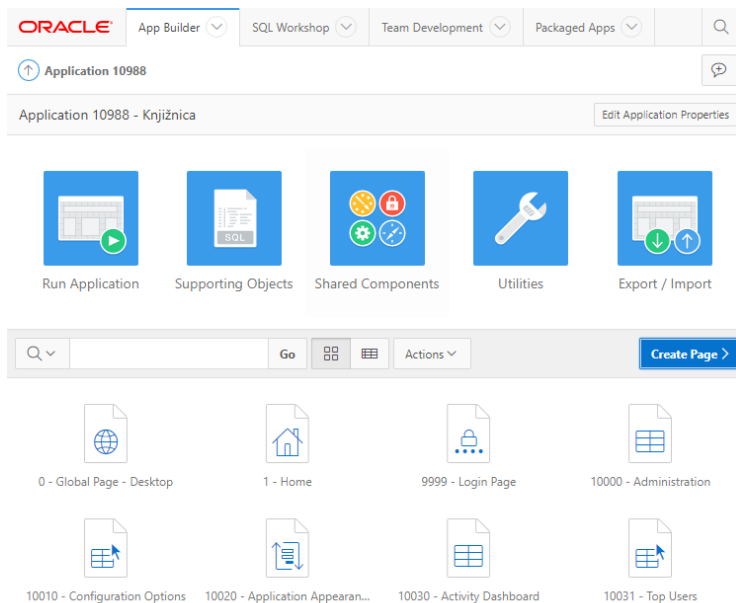 ORACLE App Builder SQL Workshop Team Development Packaged Apps
Application 10988
Application 10988 - Knjižnica Edit Application Properties
SQL
Run Application Supporting Objects Shared Components Utilities Export / Import
Go Actions Create Page >
0 - Global Page - Desktop 1 - Home 9999 - Login Page 10000 - Administration
10010 - Configuration Options 10020 - Application Appearan... 10030 - Activity Dashboard 10031 - Top Users